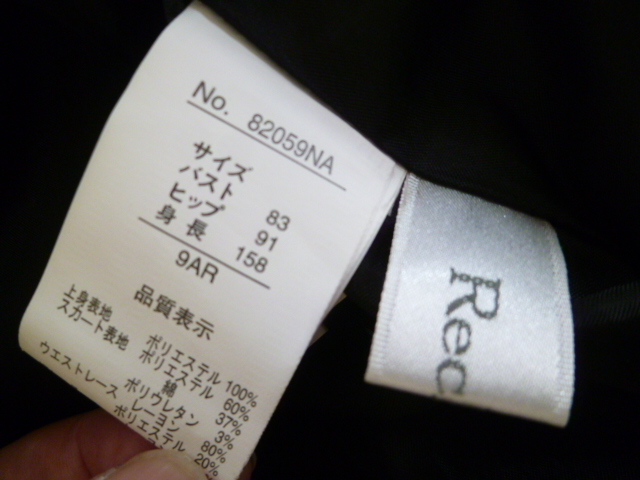 No. 82059NA
サイズ
バスト 83
ヒップ 91
身長 158
9AR
品質表示
上身表地 ポリエステル 100%
スカート表地 ポリエステル 60%
綿 37%
ポリウレタン 3%
ウエストレース レーヨン 80%
ポリエステル 20%
Rec